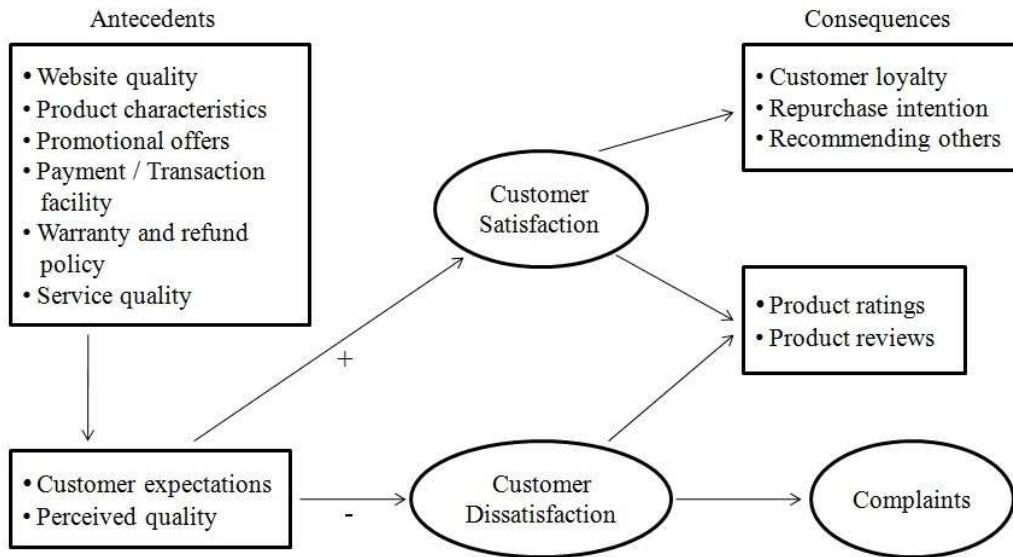 Antecedents
• Website quality
• Product characteristics
• Promotional offers
• Payment / Transaction
facility
• Warranty and refund
policy
• Service quality
Consequences
• Customer loyalty
• Repurchase intention
• Recommending others
Customer
Satisfaction
• Product ratings
• Product reviews
+
• Customer expectations
• Perceived quality
-
Customer
Dissatisfaction
Complaints